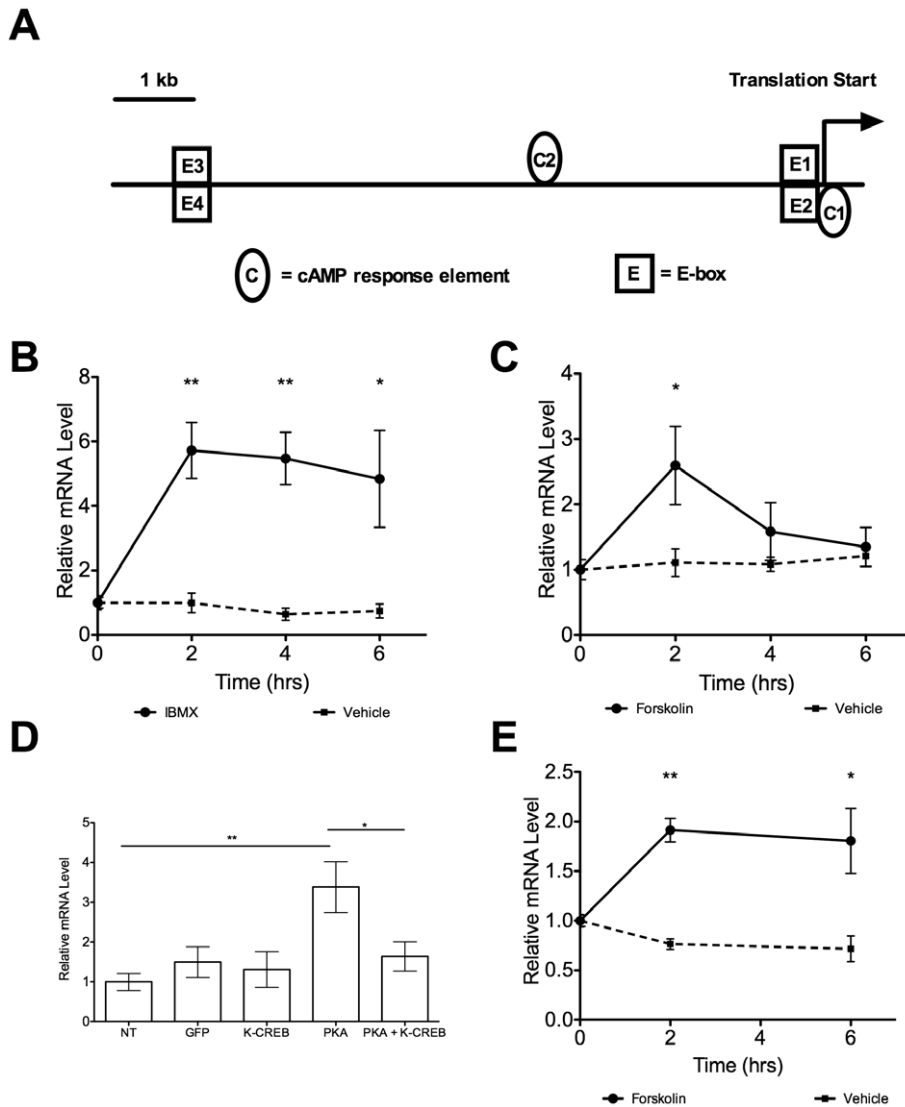 A
1 kb
Translation Start
E3
E4
C2
E1
E2
C1
C = cAMP response element
E = E-box
B
Relative mRNA Level
8
6
4
2
0
** ** *
0 2 4 6
Time (hrs)
IBMX Vehicle
C
Relative mRNA Level
4
3
2
1
0
*
0 2 4 6
Time (hrs)
Forskolin Vehicle
D
Relative mRNA Level
5
4
3
2
1
0
** *
NT GFP K-CREB PKA PKA + K-CREB
E
Relative mRNA Level
2.5
2.0
1.5
1.0
0.5
0.0
** *
0 2 4 6
Time (hrs)
Forskolin Vehicle